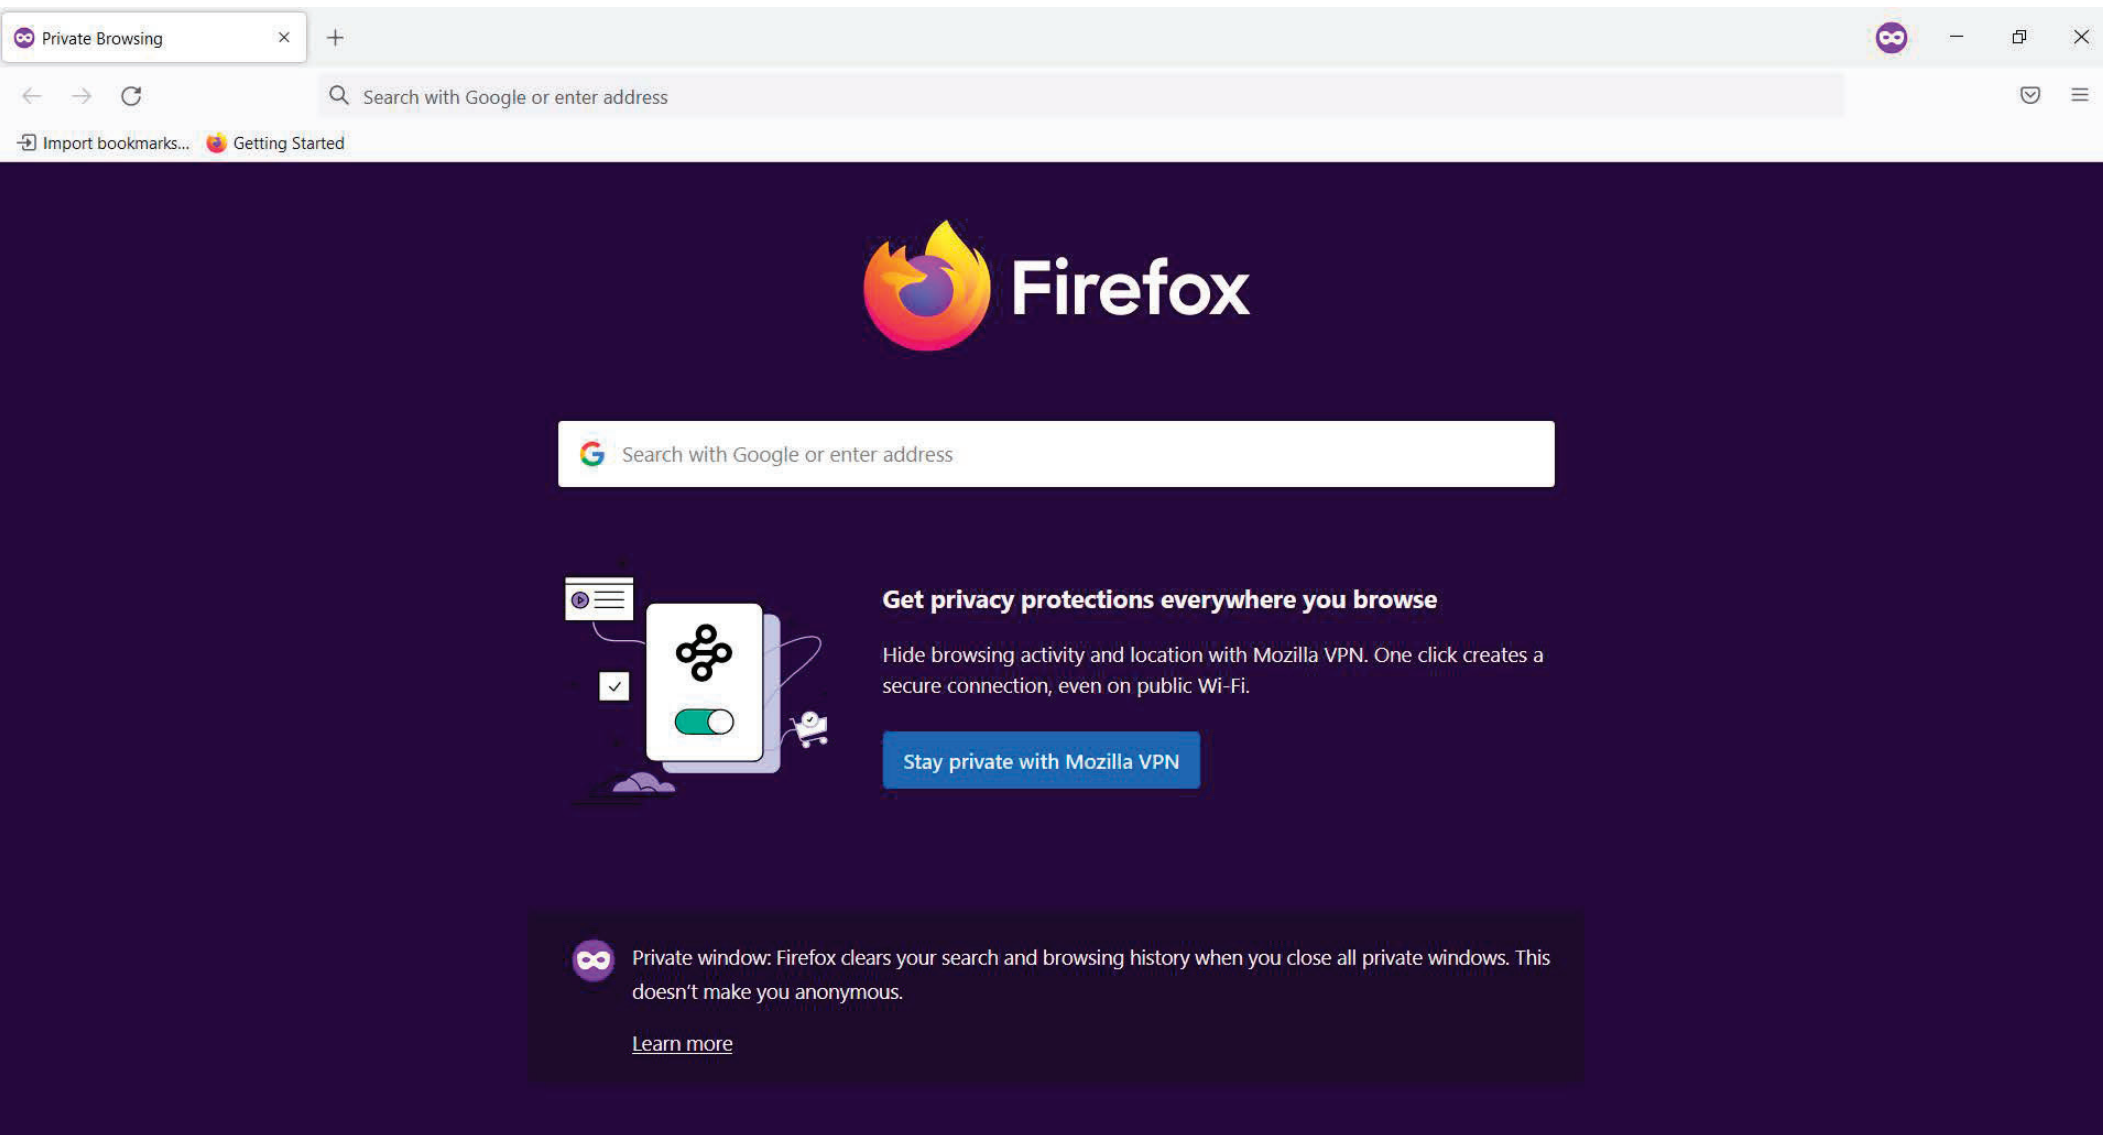 Private Browsing
Search with Google or enter address
Import bookmarks... Getting Started
Firefox
Search with Google or enter address
Get privacy protections everywhere you browse
Hide browsing activity and location with Mozilla VPN. One click creates a
secure connection, even on public Wi-Fi.
Stay private with Mozilla VPN
Private window: Firefox clears your search and browsing history when you close all private windows. This
doesn't make you anonymous.
Learn more